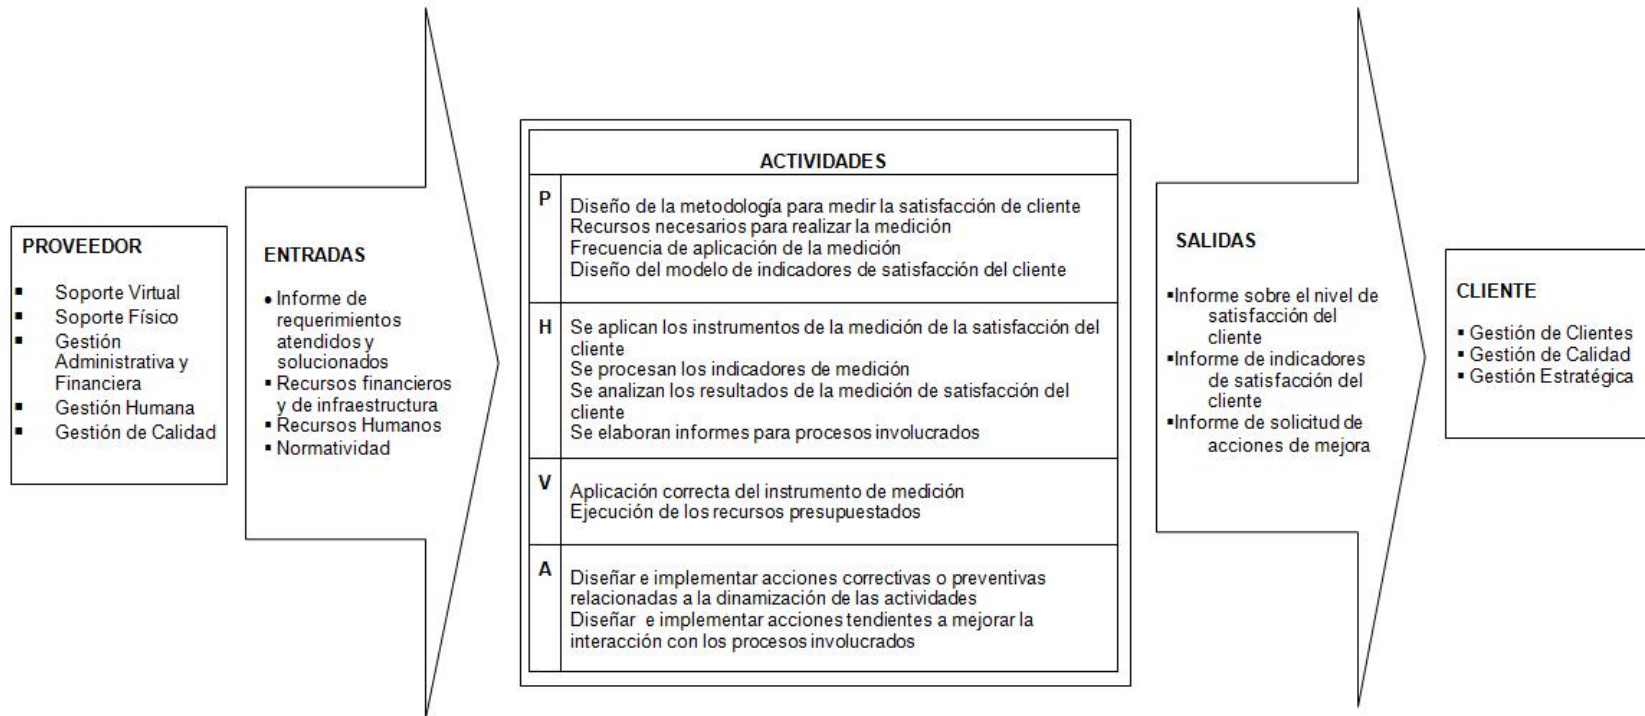 PROVEEDOR
▪ Soporte Virtual
▪ Soporte Físico
▪ Gestión
Administrativa y
Financiera
▪ Gestión Humana
▪ Gestión de Calidad
ENTRADAS
• Informe de
requerimientos
atendidos y
solucionados
▪ Recursos financieros
y de infraestructura
▪ Recursos Humanos
▪ Normatividad
ACTIVIDADES
P
Diseño de la metodología para medir la satisfacción de cliente
Recursos necesarios para realizar la medición
Frecuencia de aplicación de la medición
Diseño del modelo de indicadores de satisfacción del cliente
H
Se aplican los instrumentos de la medición de la satisfacción del
cliente
Se procesan los indicadores de medición
Se analizan los resultados de la medición de satisfacción del
cliente
Se elaboran informes para procesos involucrados
V
Aplicación correcta del instrumento de medición
Ejecución de los recursos presupuestados
A
Diseñar e implementar acciones correctivas o preventivas
relacionadas a la dinamización de las actividades
Diseñar e implementar acciones tendientes a mejorar la
interacción con los procesos involucrados
SALIDAS
▪Informe sobre el nivel de
satisfacción del
cliente
▪Informe de indicadores
de satisfacción del
cliente
▪Informe de solicitud de
acciones de mejora
CLIENTE
▪ Gestión de Clientes
▪ Gestión de Calidad
▪ Gestión Estratégica